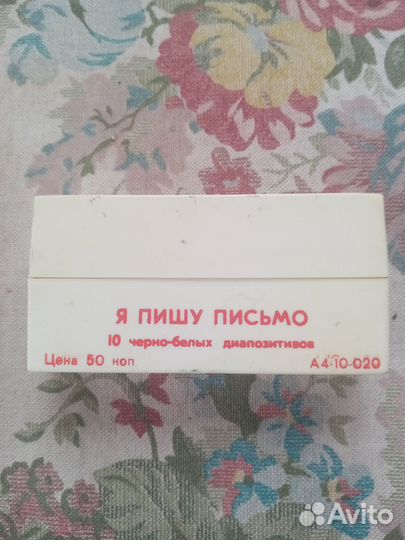 Я ПИШУ ПИСЬМО
10 черно-белых диапозитивов
Цена 50 коп А4-10-020
Avito